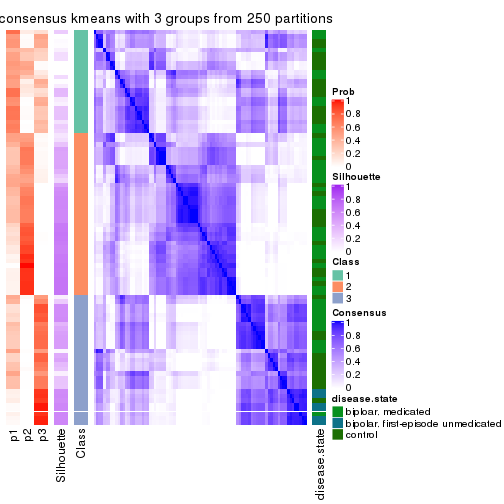 consensus kmeans with 3 groups from 250 partitions
Prob
1
0.8
0.6
0.4
0.2
0
Silhouette
1
0.8
0.6
0.4
0.2
0
Class
1
2
3
Consensus
1
0.8
0.6
0.4
0.2
0
disease.state
biploar. medicated
bipolar. first-episode unmedicated
control
p1
p2
p3
Silhouette
Class
disease.state